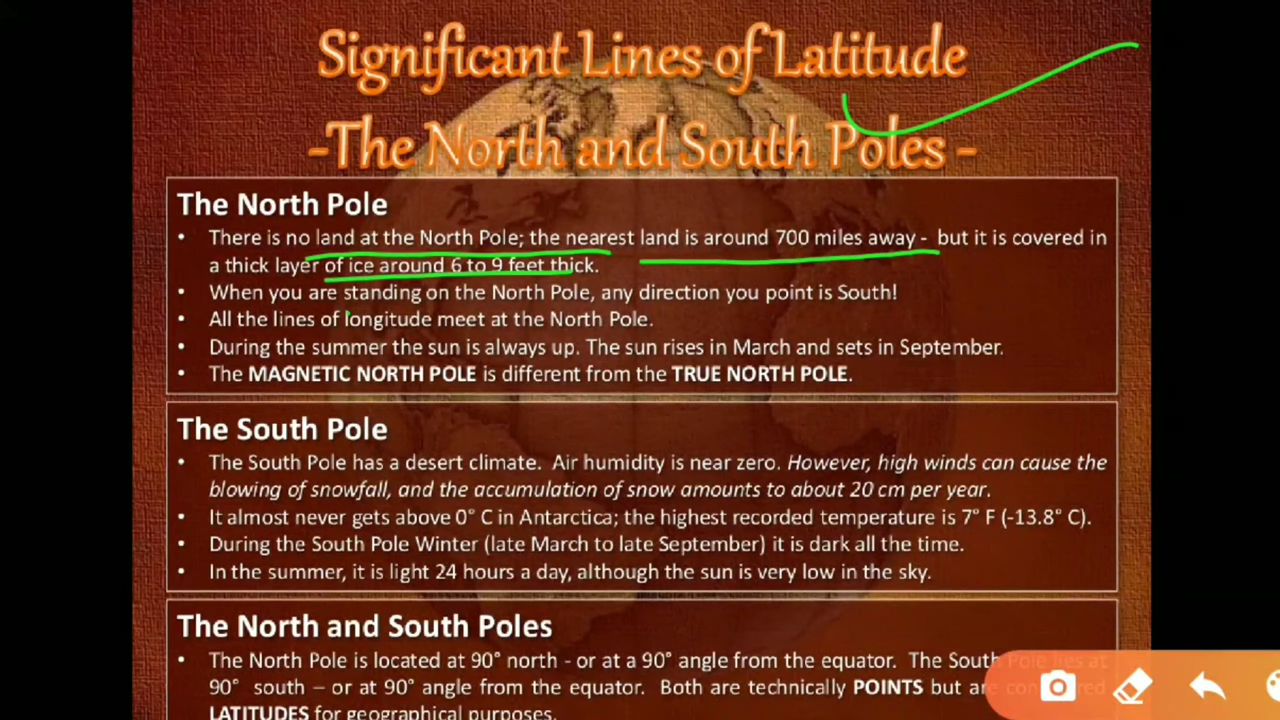 Significant Lines of Latitude
-The North and South Poles -
The North Pole
• There is no land at the North Pole; the nearest land is around 700 miles away - but it is covered in
a thick layer of ice around 6 to 9 feet thick.
• When you are standing on the North Pole, any direction you point is South!
• All the lines of longitude meet at the North Pole.
• During the summer the sun is always up. The sun rises in March and sets in September.
• The MAGNETIC NORTH POLE is different from the TRUE NORTH POLE.
The South Pole
• The South Pole has a desert climate. Air humidity is near zero. However, high winds can cause the
blowing of snowfall, and the accumulation of snow amounts to about 20 cm per year.
• It almost never gets above 0° C in Antarctica; the highest recorded temperature is 7° F (-13.8° C).
• During the South Pole Winter (late March to late September) it is dark all the time.
• In the summer, it is light 24 hours a day, although the sun is very low in the sky.
The North and South Poles
• The North Pole is located at 90° north - or at a 90° angle from the equator. The South Pole lies at
90° south – or at 90° angle from the equator. Both are technically POINTS but are considered
LATITUDES for geographical purposes.